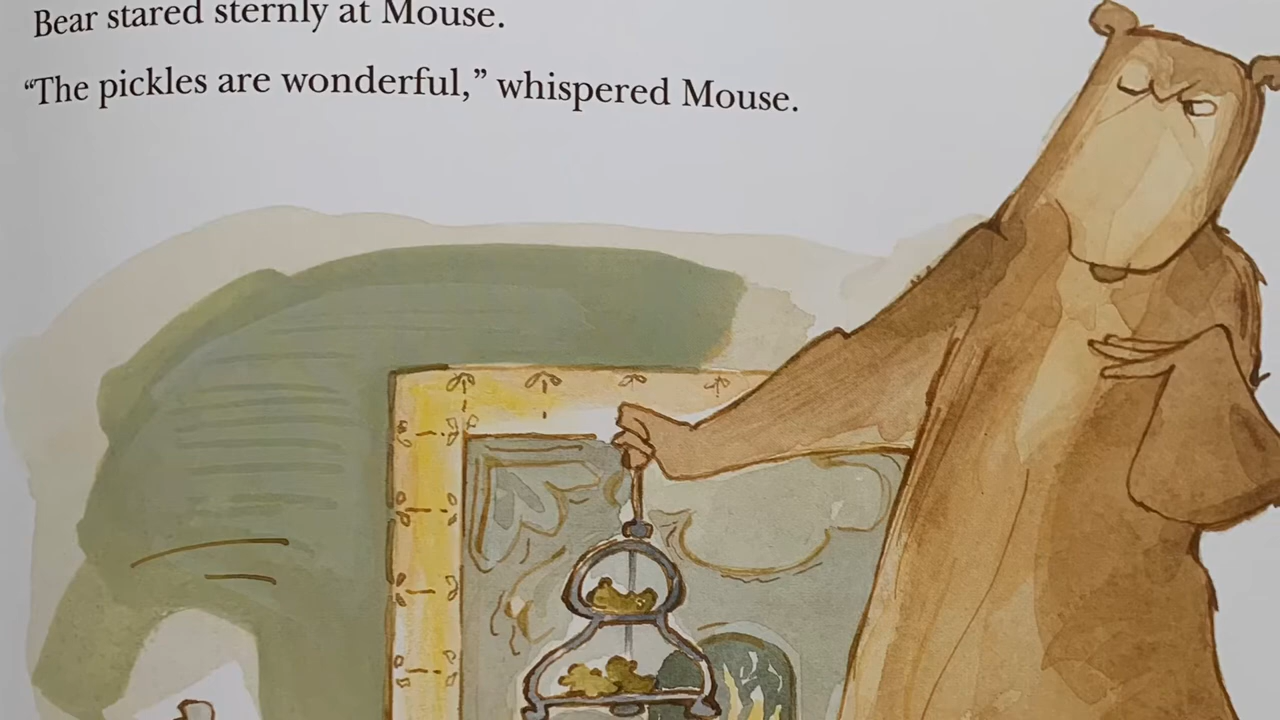 Bear stared sternly at Mouse.
“The pickles are wonderful,” whispered Mouse.